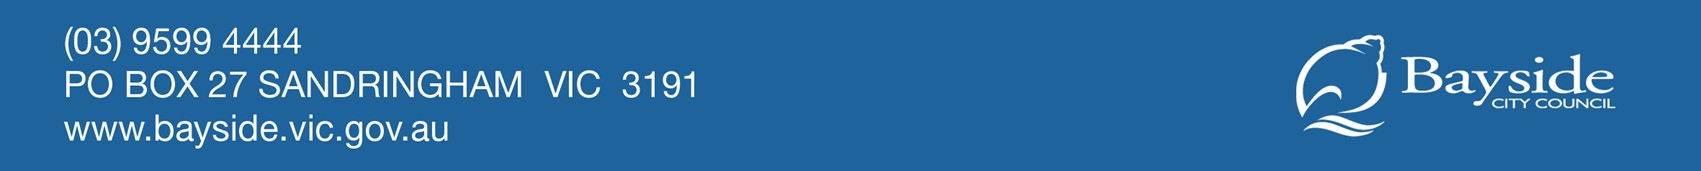 (03) 9599 4444
PO BOX 27 SANDRINGHAM VIC 3191
www.bayside.vic.gov.au
Bayside
CITY COUNCIL